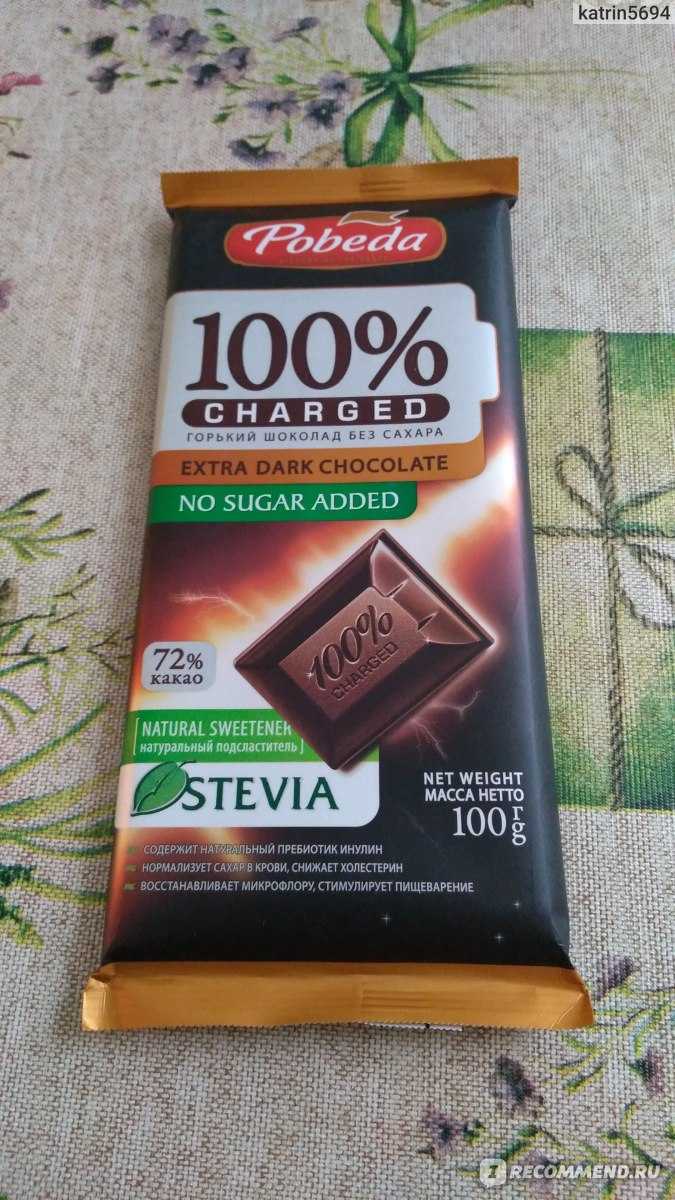 katrin5694
Pobeda
100%
CHARGED
ГОРЬКИЙ ШОКОЛАД БЕЗ САХАРА
EXTRA DARK CHOCOLATE
NO SUGAR ADDED
100%
CHARGED
72%
какао
[ NATURAL SWEETENER
натуральный подсластитель ]
STEVIA
NET WEIGHT
МАССА НЕТТО
100 г
g
СОДЕРЖИТ НАТУРАЛЬНЫЙ ПРЕБИОТИК ИНУЛИН
НОРМАЛИЗУЕТ САХАР В КРОВИ, СНИЖАЕТ ХОЛЕСТЕРИН
ВОССТАНАВЛИВАЕТ МИКРОФЛОРУ, СТИМУЛИРУЕТ ПИЩЕВАРЕНИЕ
IRECOMMEND.RU